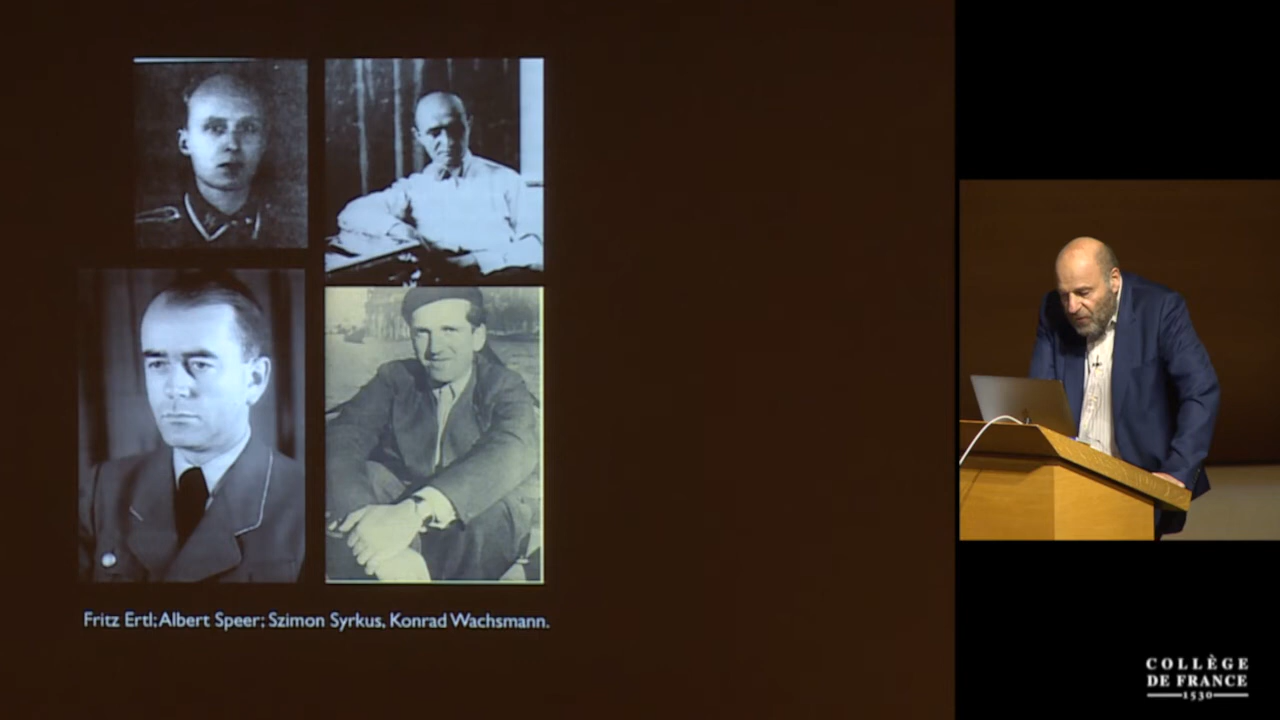 Fritz Ertl; Albert Speer; Szimon Syrkus, Konrad Wachsmann.
COLLÈGE
DE FRANCE
1530